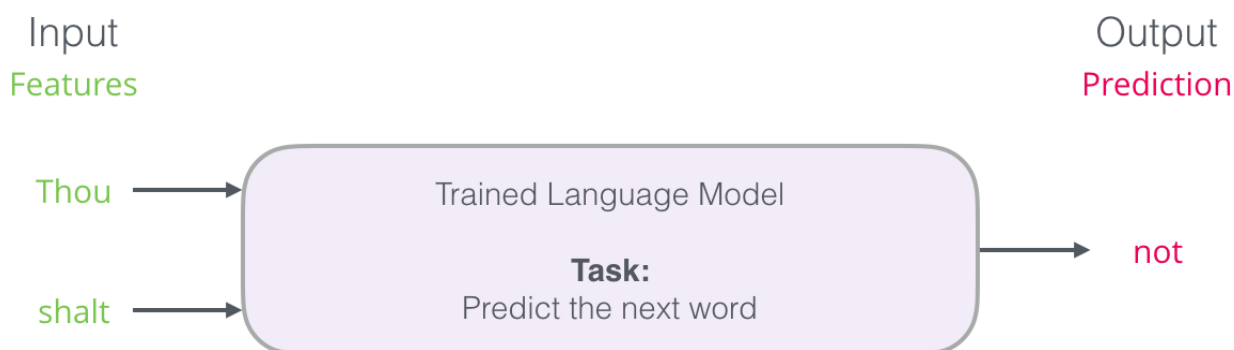 Input
Features
Output
Prediction
Thou
shalt
Trained Language Model
Task:
Predict the next word
not